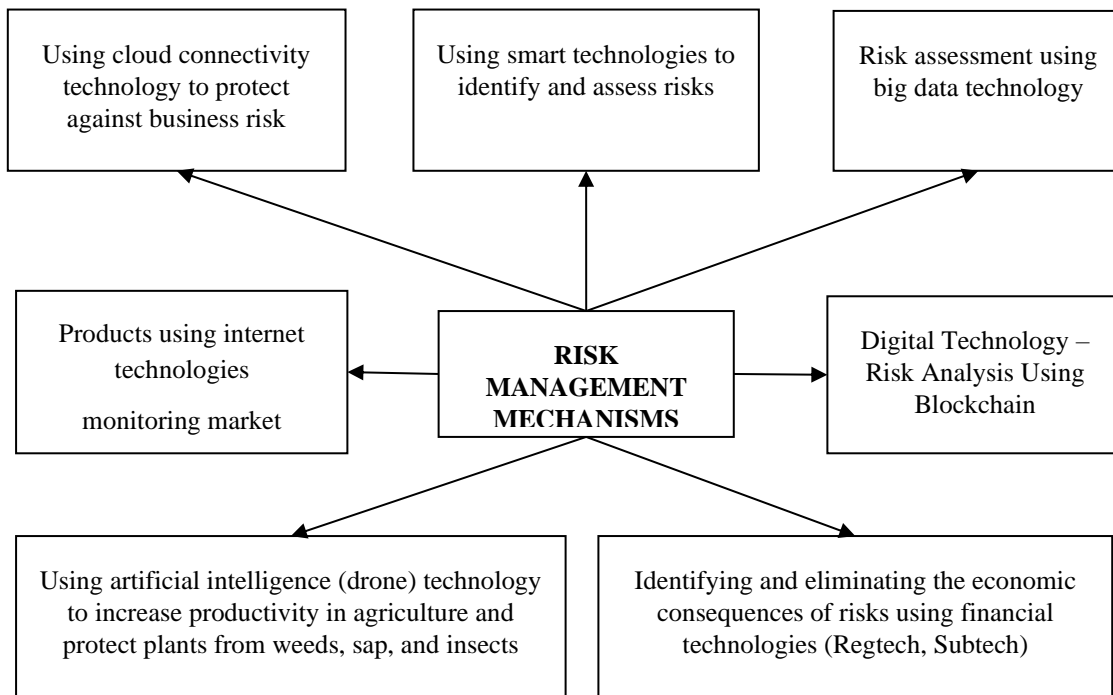 Using cloud connectivity
technology to protect
against business risk
Using smart technologies to
identify and assess risks
Risk assessment using
big data technology
Products using internet
technologies
monitoring market
RISK
MANAGEMENT
MECHANISMS
Digital Technology –
Risk Analysis Using
Blockchain
Using artificial intelligence (drone) technology
to increase productivity in agriculture and
protect plants from weeds, sap, and insects
Identifying and eliminating the economic
consequences of risks using financial
technologies (Regtech, Subtech)